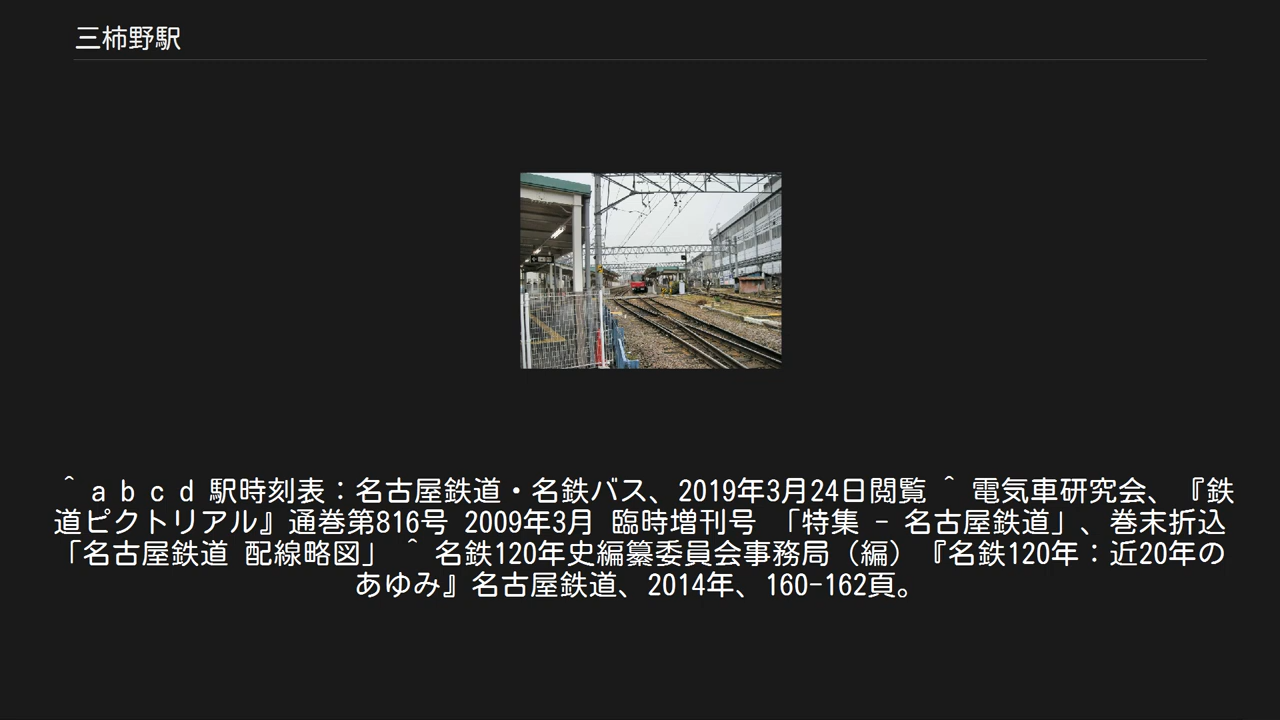 三柿野駅
^ a b c d 駅時刻表：名古屋鉄道・名鉄バス、2019年3月24日閲覧 ^ 電気車研究会、『鉄
道ピクトリアル』通巻第816号 2009年3月 臨時増刊号 「特集 - 名古屋鉄道」、巻末折込
「名古屋鉄道 配線略図」 ^ 名鉄120年史編纂委員会事務局（編）『名鉄120年：近20年の
あゆみ』名古屋鉄道、2014年、160-162頁。